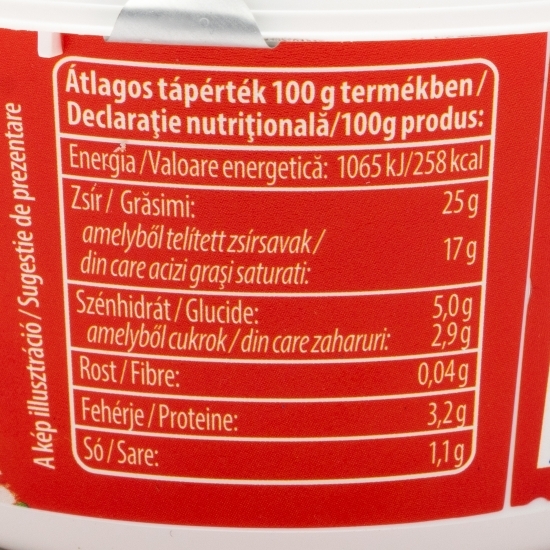 Átlagos tápérték 100 g termékben /
Declaraţie nutriţională/100g produs:
Energia /Valoare energetică: 1065 kJ/258 kcal
Zsír / Grăsimi: 25 g
amelyből telített zsírsavak /
din care acizi graşi saturati: 17 g
Szénhidrát / Glucide: 5,0 g
amelyből cukrok / din care zaharuri: 2,9 g
Rost / Fibre: 0,04 g
Fehérje / Proteine: 3,2 g
Só / Sare: 1,1 g
A kép illusztráció / Sugestie de prezentare